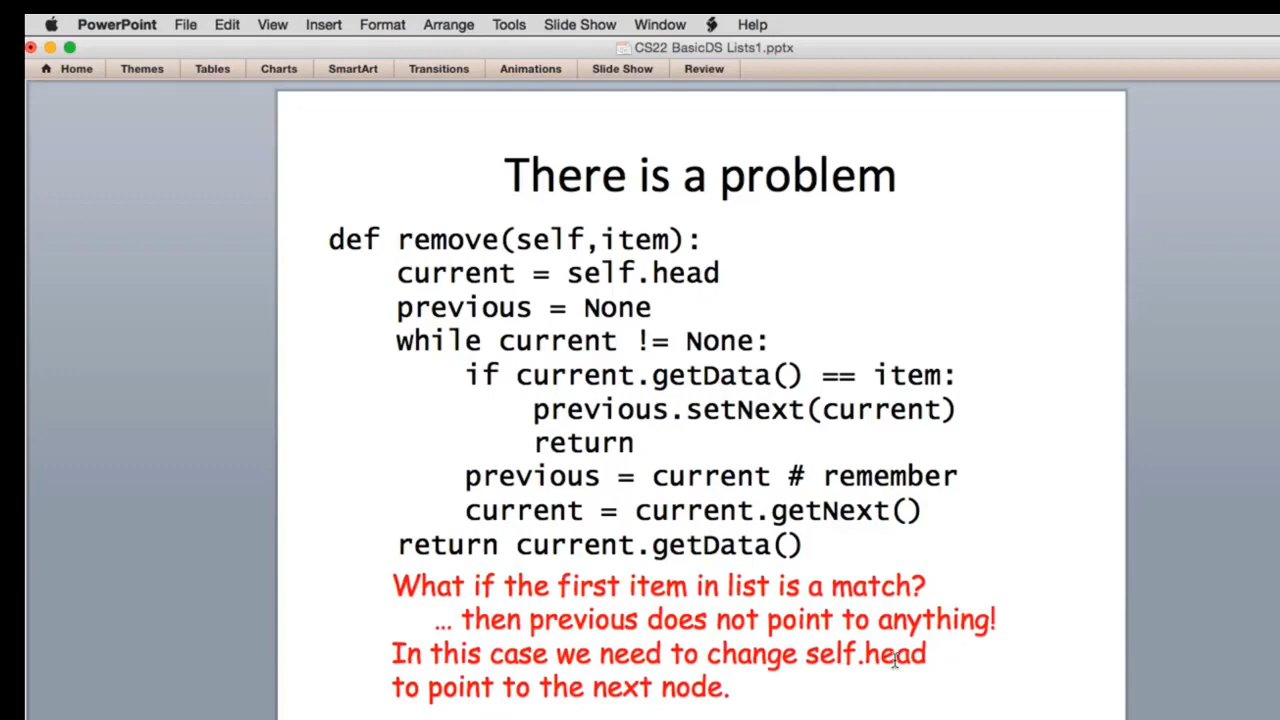 PowerPoint File Edit View Insert Format Arrange Tools Slide Show Window Help
CS22 BasicDS Lists1.pptx
Home Themes Tables Charts SmartArt Transitions Animations Slide Show Review
There is a problem
def remove(self,item):
    current = self.head
    previous = None
    while current != None:
        if current.getData() == item:
            previous.setNext(current)
            return
        previous = current # remember
        current = current.getNext()
    return current.getData()
What if the first item in list is a match?
... then previous does not point to anything!
In this case we need to change self.head
to point to the next node.